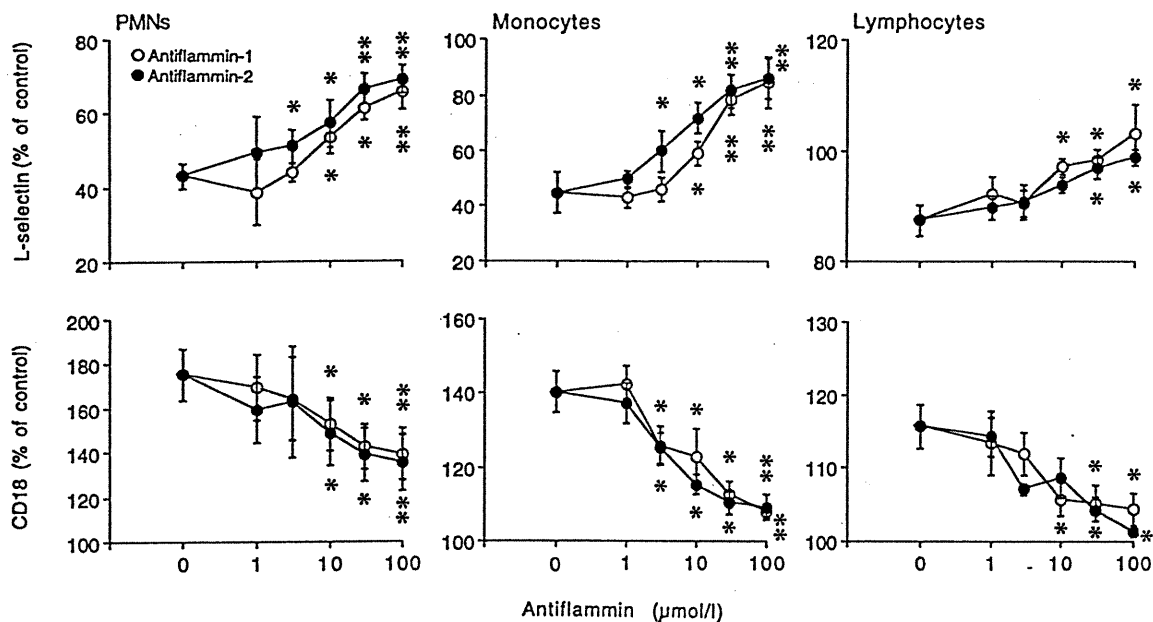 PMNs Monocytes Lymphocytes
Antiflammin-1
Antiflammin-2
L-selectin (% of control)
80
60
40
20
100
80
60
40
20
120
100
80
* ** ** * *
* * * ** ** * ** **
* * * *
CD18 (% of control)
200
180
160
140
120
100
160
140
120
100
130
120
110
100
* * ** * * **
* * * ** * * * **
* * * * *
0 1 10 100 0 1 10 100 0 1 10 100
Antiflammin (µmol/l)